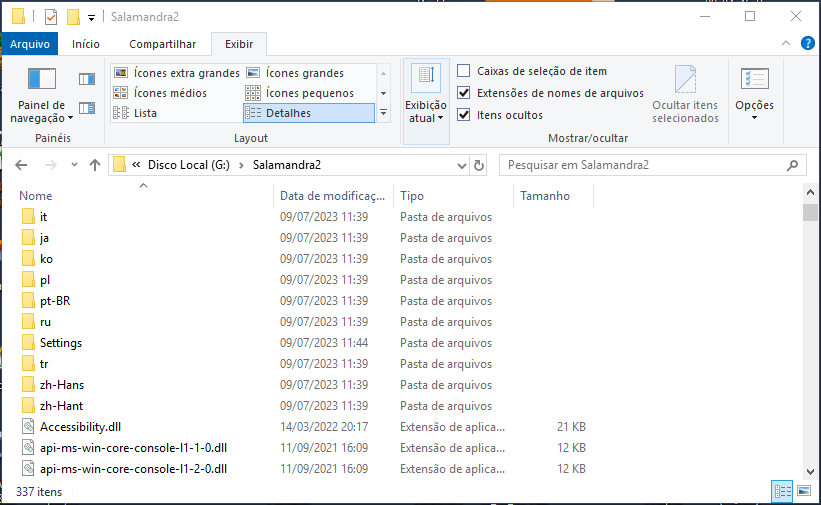 Salamandra2
Arquivo Início Compartilhar Exibir
Painel de navegação
Painéis
Ícones extra grandes Ícones grandes
Ícones médios Ícones pequenos
Lista Detalhes
Layout
Exibição atual
Caixas de seleção de item
Extensões de nomes de arquivos
Itens ocultos
Ocultar itens selecionados
Mostrar/ocultar
Opções
« Disco Local (G:) › Salamandra2
Pesquisar em Salamandra2
Nome Data de modificaç... Tipo Tamanho
it 09/07/2023 11:39 Pasta de arquivos
ja 09/07/2023 11:39 Pasta de arquivos
ko 09/07/2023 11:39 Pasta de arquivos
pl 09/07/2023 11:39 Pasta de arquivos
pt-BR 09/07/2023 11:39 Pasta de arquivos
ru 09/07/2023 11:39 Pasta de arquivos
Settings 09/07/2023 11:44 Pasta de arquivos
tr 09/07/2023 11:39 Pasta de arquivos
zh-Hans 09/07/2023 11:39 Pasta de arquivos
zh-Hant 09/07/2023 11:39 Pasta de arquivos
Accessibility.dll 14/03/2022 20:17 Extensão de aplica... 21 KB
api-ms-win-core-console-l1-1-0.dll 11/09/2021 16:09 Extensão de aplica... 12 KB
api-ms-win-core-console-l1-2-0.dll 11/09/2021 16:09 Extensão de aplica... 12 KB
337 itens